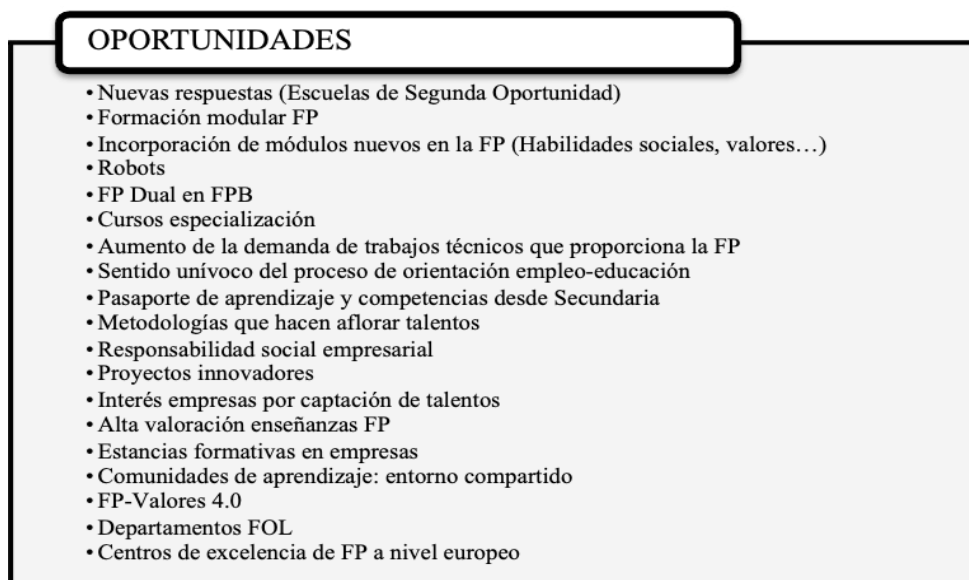 OPORTUNIDADES
• Nuevas respuestas (Escuelas de Segunda Oportunidad)
• Formación modular FP
• Incorporación de módulos nuevos en la FP (Habilidades sociales, valores…)
• Robots
• FP Dual en FPB
• Cursos especialización
• Aumento de la demanda de trabajos técnicos que proporciona la FP
• Sentido unívoco del proceso de orientación empleo-educación
• Pasaporte de aprendizaje y competencias desde Secundaria
• Metodologías que hacen aflorar talentos
• Responsabilidad social empresarial
• Proyectos innovadores
• Interés empresas por captación de talentos
• Alta valoración enseñanzas FP
• Estancias formativas en empresas
• Comunidades de aprendizaje: entorno compartido
• FP-Valores 4.0
• Departamentos FOL
• Centros de excelencia de FP a nivel europeo